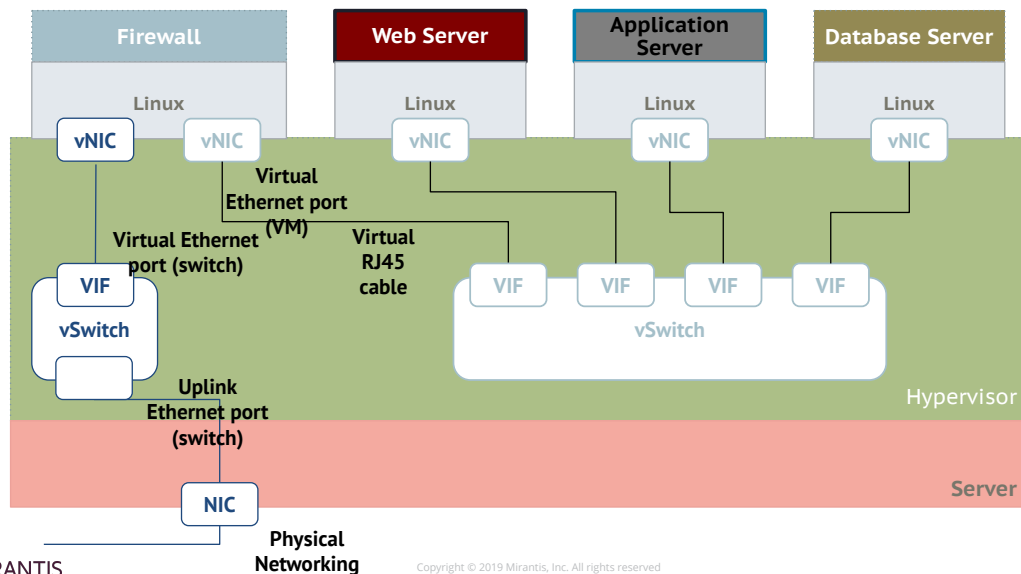 Firewall
Web Server
Application
Server
Database Server
Linux
Linux
Linux
Linux
vNIC
vNIC
vNIC
vNIC
vNIC
Virtual
Ethernet port
(VM)
Virtual Ethernet
port (switch)
Virtual
RJ45
cable
VIF
VIF
VIF
VIF
VIF
vSwitch
vSwitch
Uplink
Ethernet port
(switch)
Hypervisor
Server
NIC
Physical
Networking
RANTIS
Copyright © 2019 Mirantis, Inc. All rights reserved